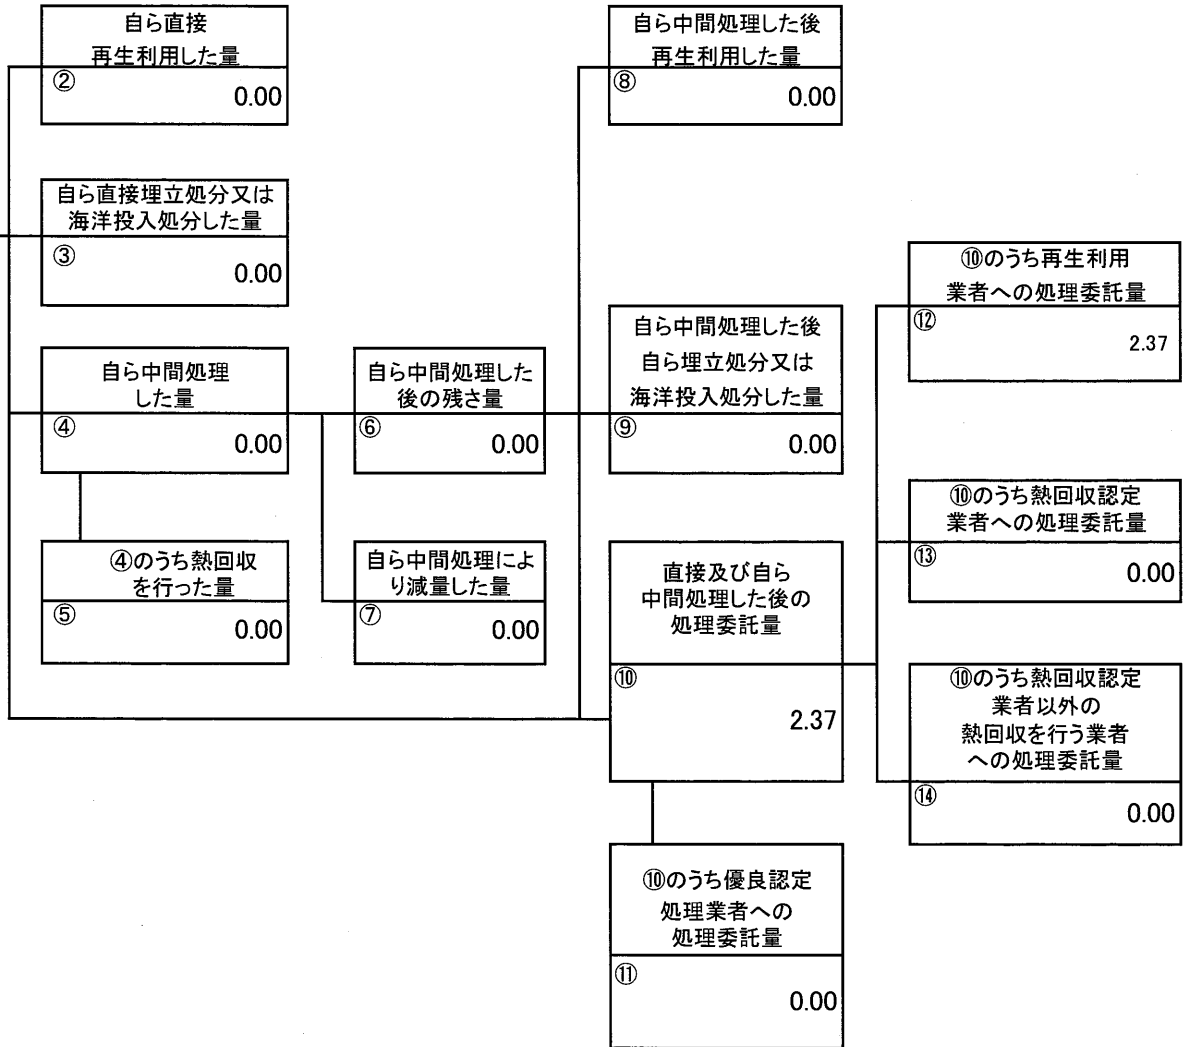 自ら直接
再生利用した量
②
0.00
自ら直接埋立処分又は
海洋投入処分した量
③
0.00
自ら中間処理
した量
④
0.00
④のうち熱回収
を行った量
⑤
0.00
自ら中間処理した
後の残さ量
⑥
0.00
自ら中間処理によ
り減量した量
⑦
0.00
自ら中間処理した後
再生利用した量
⑧
0.00
自ら中間処理した後
自ら埋立処分又は
海洋投入処分した量
⑨
0.00
直接及び自ら
中間処理した後の
処理委託量
⑩
2.37
⑩のうち優良認定
処理業者への
処理委託量
⑪
0.00
⑩のうち再生利用
業者への処理委託量
⑫
2.37
⑩のうち熱回収認定
業者への処理委託量
⑬
0.00
⑩のうち熱回収認定
業者以外の
熱回収を行う業者
への処理委託量
⑭
0.00